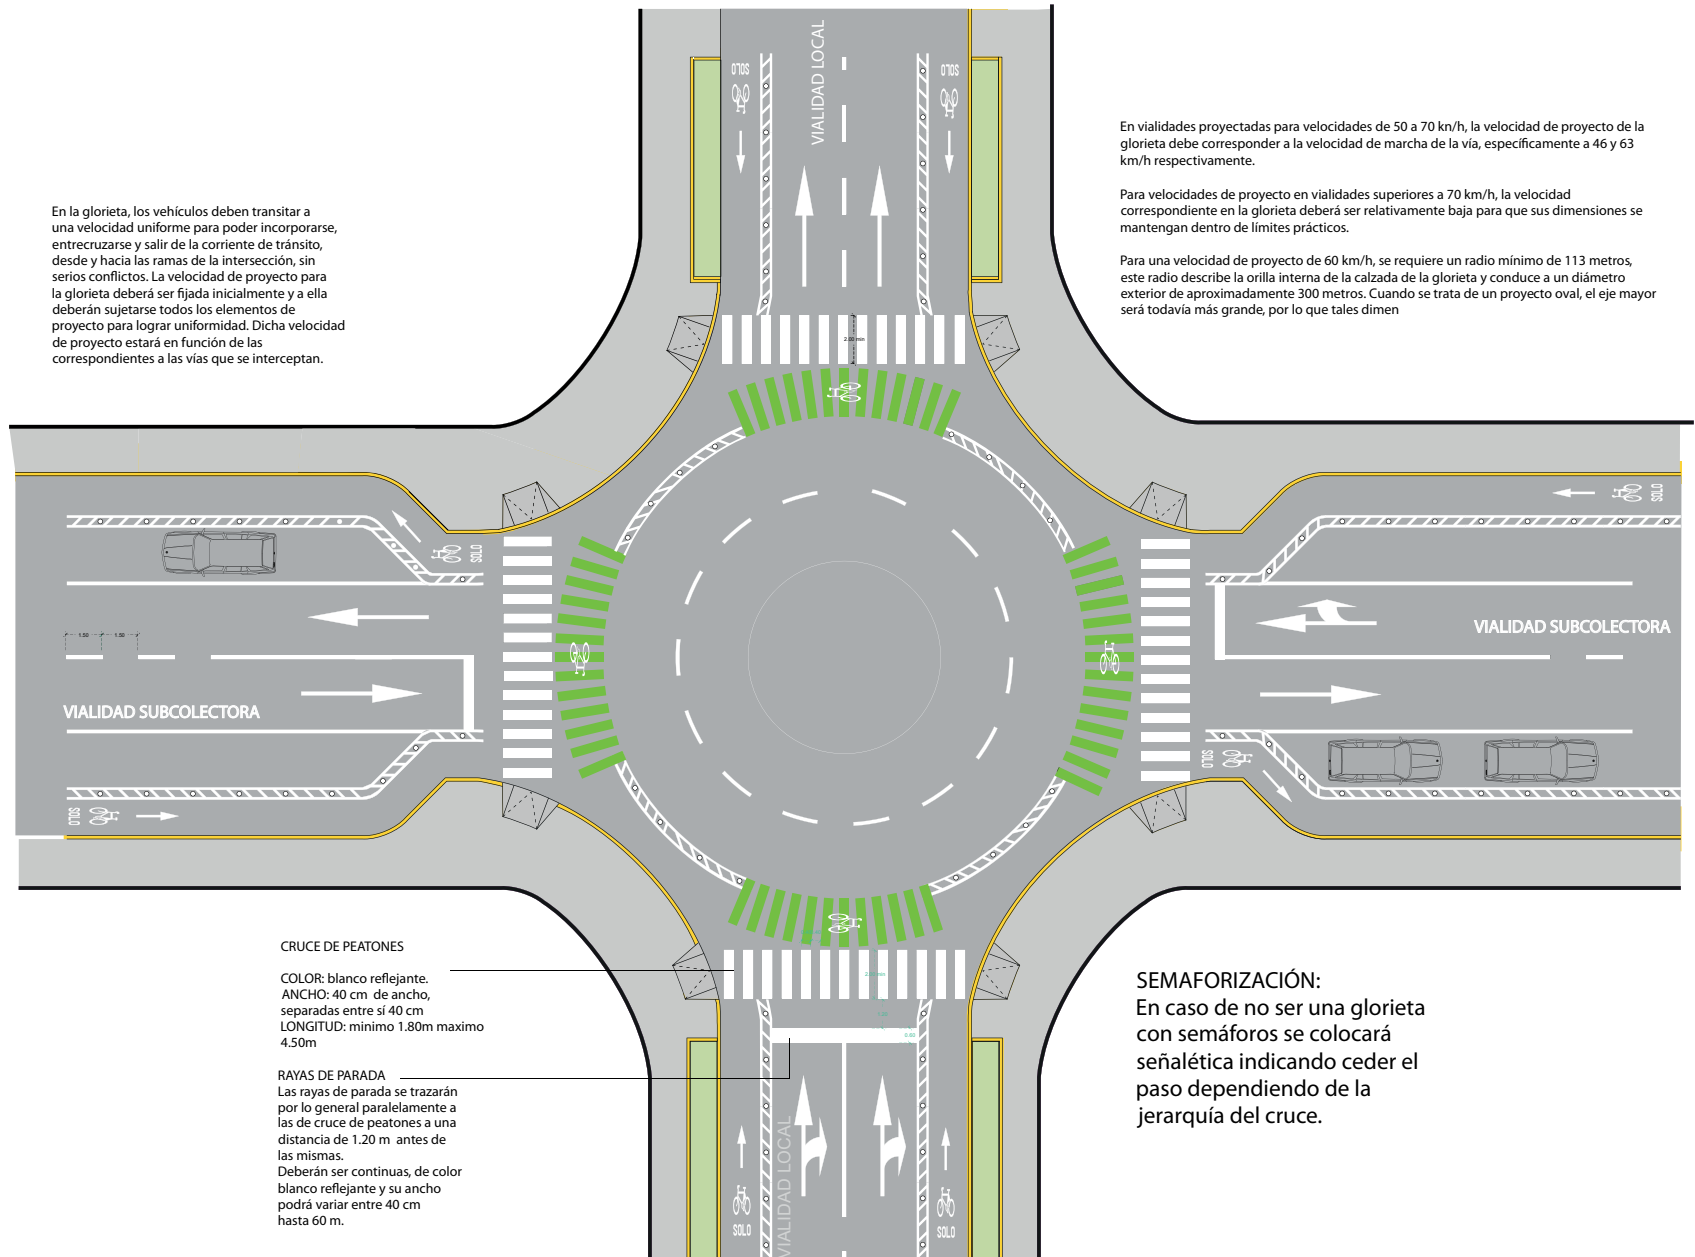 SOLO
VIALIDAD LOCAL
SOLO
En vialidades proyectadas para velocidades de 50 a 70 kn/h, la velocidad de proyecto de la
glorieta debe corresponder a la velocidad de marcha de la vía, específicamente a 46 y 63
km/h respectivamente.
Para velocidades de proyecto en vialidades superiores a 70 km/h, la velocidad
correspondiente en la glorieta deberá ser relativamente baja para que sus dimensiones se
mantengan dentro de límites prácticos.
Para una velocidad de proyecto de 60 km/h, se requiere un radio mínimo de 113 metros,
este radio describe la orilla interna de la calzada de la glorieta y conduce a un diámetro
exterior de aproximadamente 300 metros. Cuando se trata de un proyecto oval, el eje mayor
será todavía más grande, por lo que tales dimen
En la glorieta, los vehículos deben transitar a
una velocidad uniforme para poder incorporarse,
entrecruzarse y salir de la corriente de tránsito,
desde y hacia las ramas de la intersección, sin
serios conflictos. La velocidad de proyecto para
la glorieta deberá ser fijada inicialmente y a ella
deberán sujetarse todos los elementos de
proyecto para lograr uniformidad. Dicha velocidad
de proyecto estará en función de las
correspondientes a las vías que se interceptan.
2.00 min
SOLO
SOLO
1.50
1.50
VIALIDAD SUBCOLECTORA
VIALIDAD SUBCOLECTORA
SOLO
SOLO
CRUCE DE PEATONES
COLOR: blanco reflejante.
ANCHO: 40 cm de ancho,
separadas entre sí 40 cm
LONGITUD: minimo 1.80m maximo
4.50m
RAYAS DE PARADA
Las rayas de parada se trazarán
por lo general paralelamente a
las de cruce de peatones a una
distancia de 1.20 m antes de
las mismas.
Deberán ser continuas, de color
blanco reflejante y su ancho
podrá variar entre 40 cm
hasta 60 m.
2.00 min
1.20
0.60
SEMAFORIZACIÓN:
En caso de no ser una glorieta
con semáforos se colocará
señalética indicando ceder el
paso dependiendo de la
jerarquía del cruce.
SOLO
VIALIDAD LOCAL
SOLO